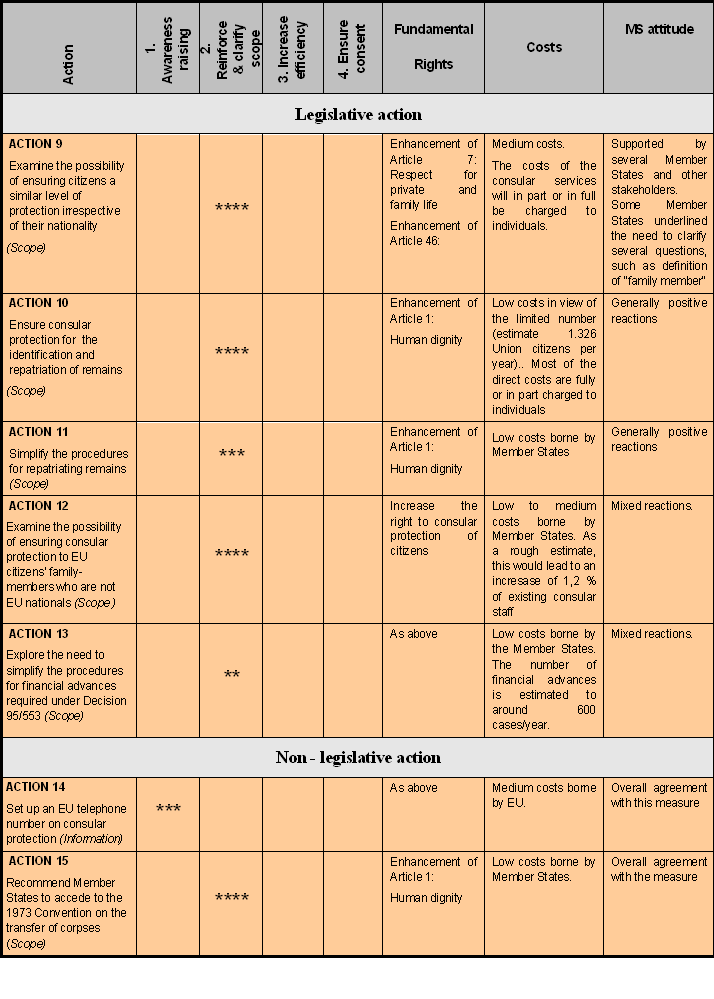 Action
1.
Awareness
raising
2.
Reinforce
& clarify
scope
3. Increase
efficiency
4. Ensure
consent
Fundamental
Rights
Costs
MS attitude
Legislative action
ACTION 9
Examine the possibility
of ensuring citizens a
similar level of
protection irrespective
of their nationality
(Scope)
****
Enhancement of
Article 7:
Respect for
private and
family life
Enhancement of
Article 46:
Medium costs.
The costs of the
consular services
will in part or in full
be charged to
individuals.
Supported by
several Member
States and other
stakeholders.
Some Member
States underlined
the need to clarify
several questions,
such as definition
of "family member"
ACTION 10
Ensure consular
protection for the
identification and
repatriation of remains
(Scope)
****
Enhancement of
Article 1:
Human dignity
Low costs in view of
the limited number
(estimate 1.326
Union citizens per
year).. Most of the
direct costs are fully
or in part charged to
individuals
Generally positive
reactions
ACTION 11
Simplify the procedures
for repatriating remains
(Scope)
***
Enhancement of
Article 1:
Human dignity
Low costs borne by
Member States
Generally positive
reactions
ACTION 12
Examine the possibility
of ensuring consular
protection to EU
citizens' family-
members who are not
EU nationals (Scope)
****
Increase the
right to consular
protection of
citizens
Low to medium
costs borne by
Member States. As
a rough estimate,
this would lead to an
incresase of 1,2 %
of existing consular
staff
Mixed reactions.
ACTION 13
Explore the need to
simplify the procedures
for financial advances
required under Decision
95/553 (Scope)
**
As above
Low costs borne by
the Member States.
The number of
financial advances
is estimated to
around 600
cases/year.
Mixed reactions.
Non - legislative action
ACTION 14
Set up an EU telephone
number on consular
protection (Information)
***
As above
Medium costs borne
by EU.
Overall agreement
with this measure
ACTION 15
Recommend Member
States to accede to the
1973 Convention on the
transfer of corpses
(Scope)
****
Enhancement of
Article 1:
Human dignity
Low costs borne by
Member States.
Overall agreement
with the measure